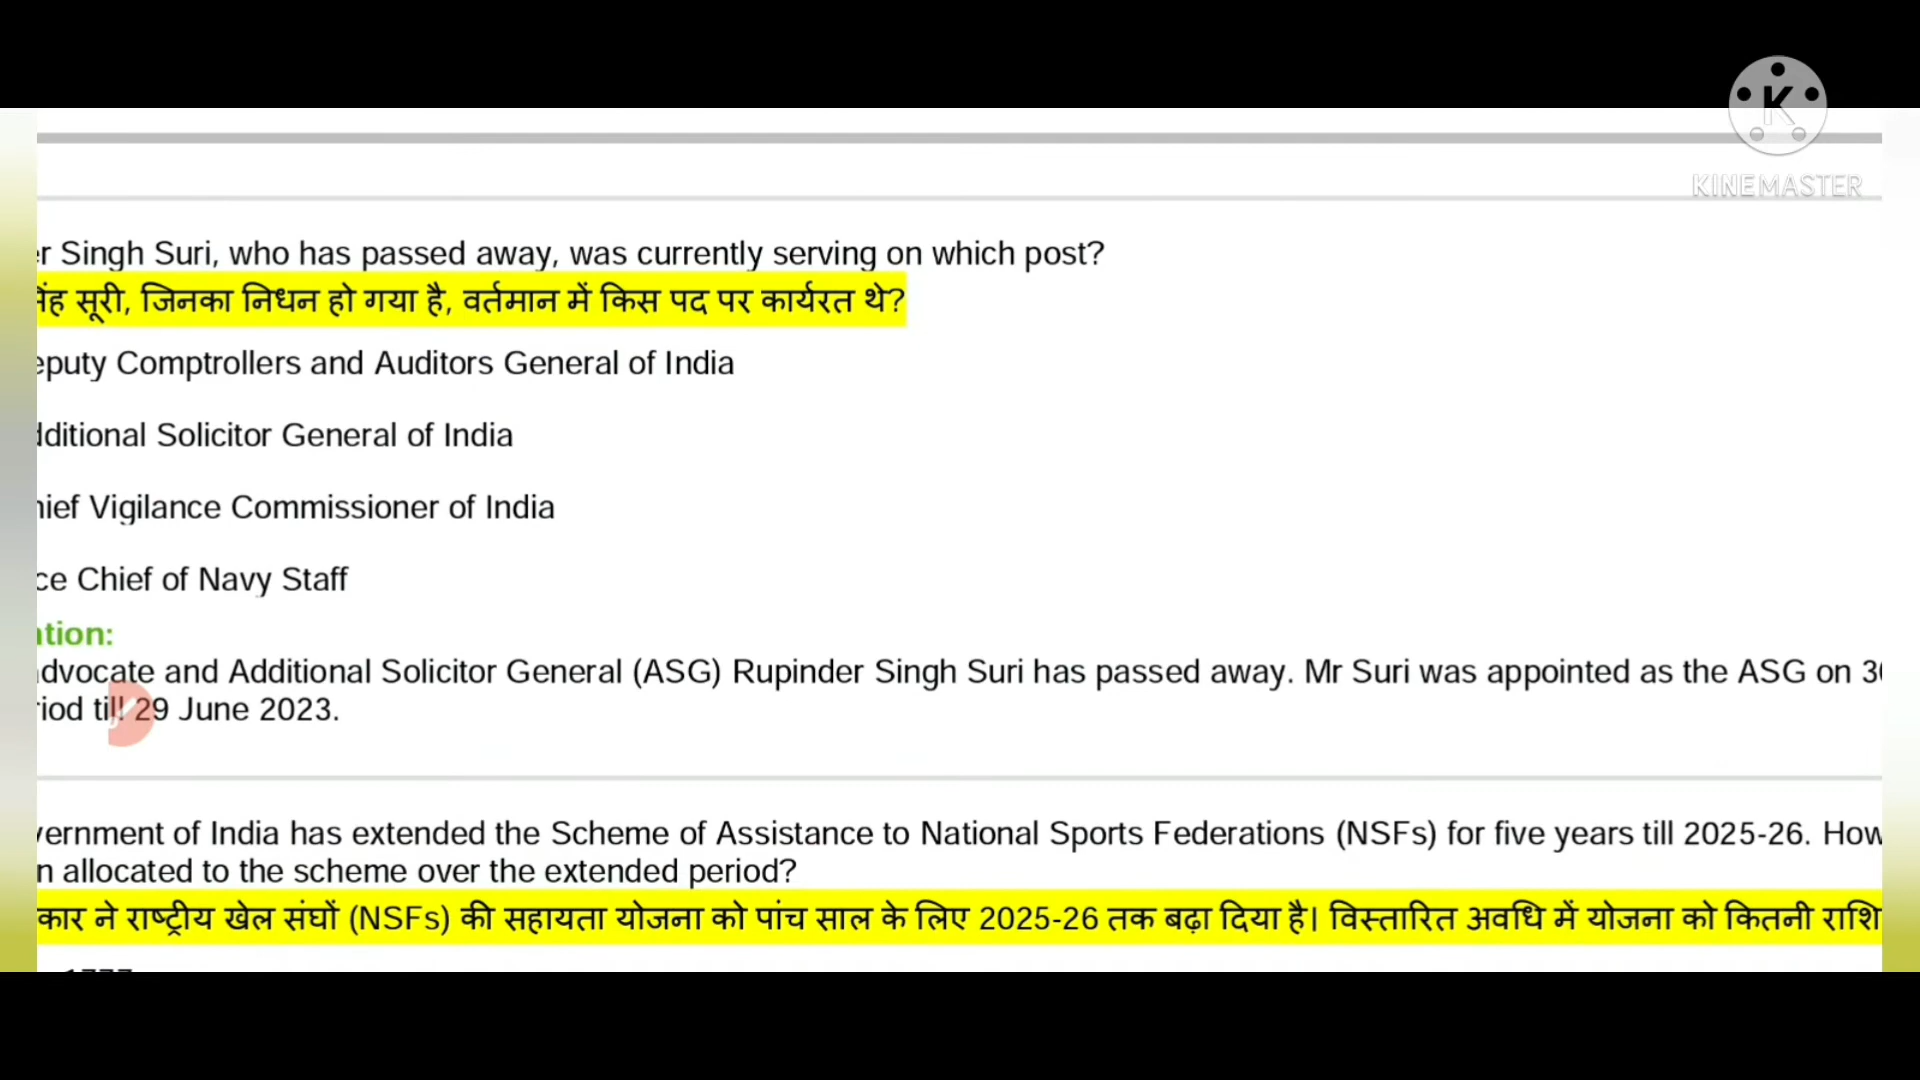 K
KINEMASTER
er Singh Suri, who has passed away, was currently serving on which post?
सूरी, जिनका निधन हो गया है, वर्तमान में किस पद पर कार्यरत थे?
eputy Comptrollers and Auditors General of India
dditional Solicitor General of India
hief Vigilance Commissioner of India
ce Chief of Navy Staff
ation:
advocate and Additional Solicitor General (ASG) Rupinder Singh Suri has passed away. Mr Suri was appointed as the ASG on
riod till 29 June 2023.
vernment of India has extended the Scheme of Assistance to National Sports Federations (NSFs) for five years till 2025-26. How
n allocated to the scheme over the extended period?
कार ने राष्ट्रीय खेल संघों (NSFs) की सहायता योजना को पांच साल के लिए 2025-26 तक बढ़ा दिया है। विस्तारित अवधि में योजना को कितनी राशि